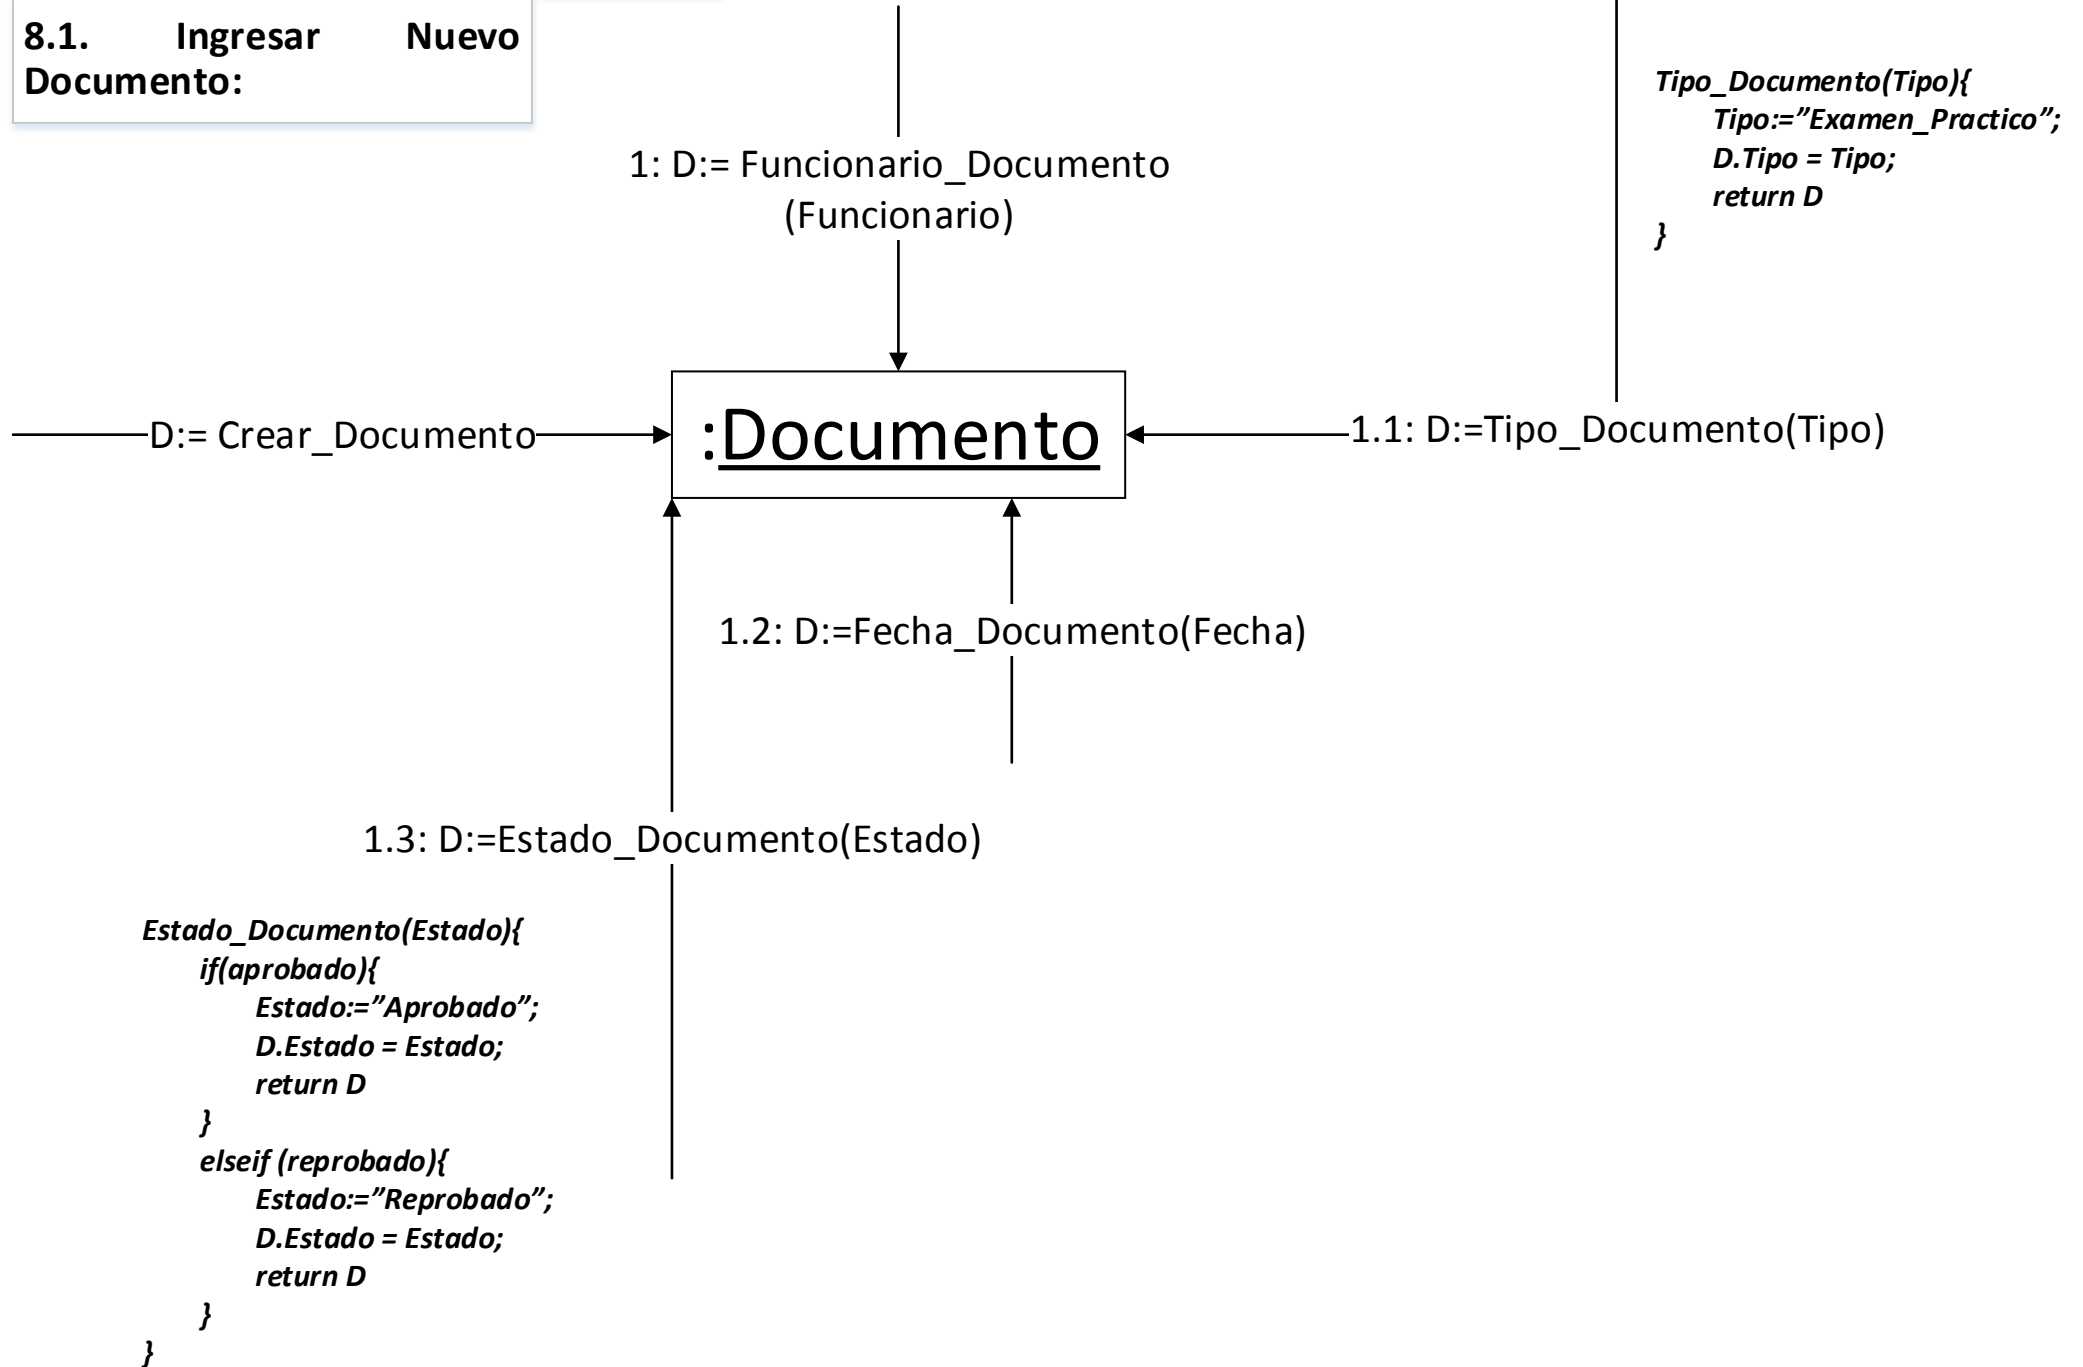 8.1. Ingresar Nuevo
Documento:
Tipo_Documento(Tipo){
Tipo:=”Examen_Practico”;
D.Tipo = Tipo;
return D
}
1: D:= Funcionario_Documento
(Funcionario)
D:= Crear_Documento
:Documento
1.1: D:=Tipo_Documento(Tipo)
1.2: D:=Fecha_Documento(Fecha)
1.3: D:=Estado_Documento(Estado)
Estado_Documento(Estado){
if(aprobado){
Estado:=”Aprobado”;
D.Estado = Estado;
return D
}
elseif (reprobado){
Estado:=”Reprobado”;
D.Estado = Estado;
return D
}
}